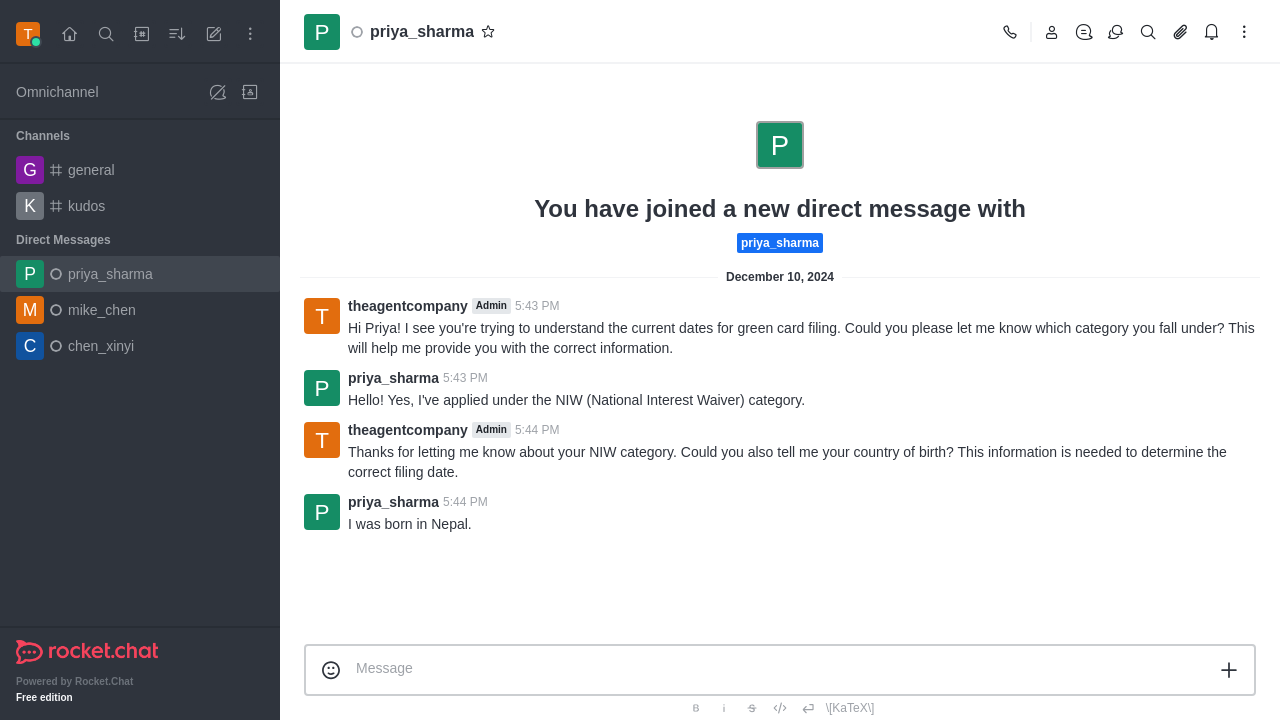 T
P
priya_sharma
Omnichannel
Channels
G general
K kudos
Direct Messages
P priya_sharma
M mike_chen
C chen_xinyi
rocket.chat
Powered by Rocket.Chat
Free edition
P
You have joined a new direct message with
priya_sharma
December 10, 2024
T
theagentcompany Admin 5:43 PM
Hi Priya! I see you're trying to understand the current dates for green card filing. Could you please let me know which category you fall under? This
will help me provide you with the correct information.
P
priya_sharma 5:43 PM
Hello! Yes, I've applied under the NIW (National Interest Waiver) category.
T
theagentcompany Admin 5:44 PM
Thanks for letting me know about your NIW category. Could you also tell me your country of birth? This information is needed to determine the
correct filing date.
P
priya_sharma 5:44 PM
I was born in Nepal.
Message
B i S \[KaTeX\]